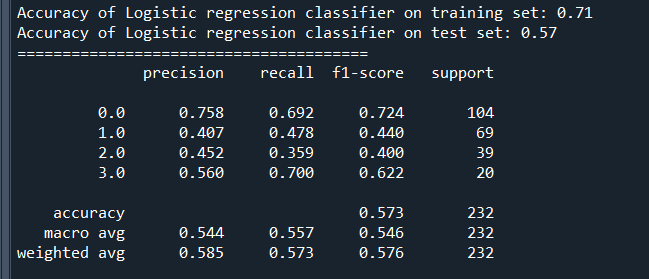 Accuracy of Logistic regression classifier on training set: 0.71
Accuracy of Logistic regression classifier on test set: 0.57
=======================================
precision recall f1-score support
0.0 0.758 0.692 0.724 104
1.0 0.407 0.478 0.440 69
2.0 0.452 0.359 0.400 39
3.0 0.560 0.700 0.622 20
accuracy 0.573 232
macro avg 0.544 0.557 0.546 232
weighted avg 0.585 0.573 0.576 232